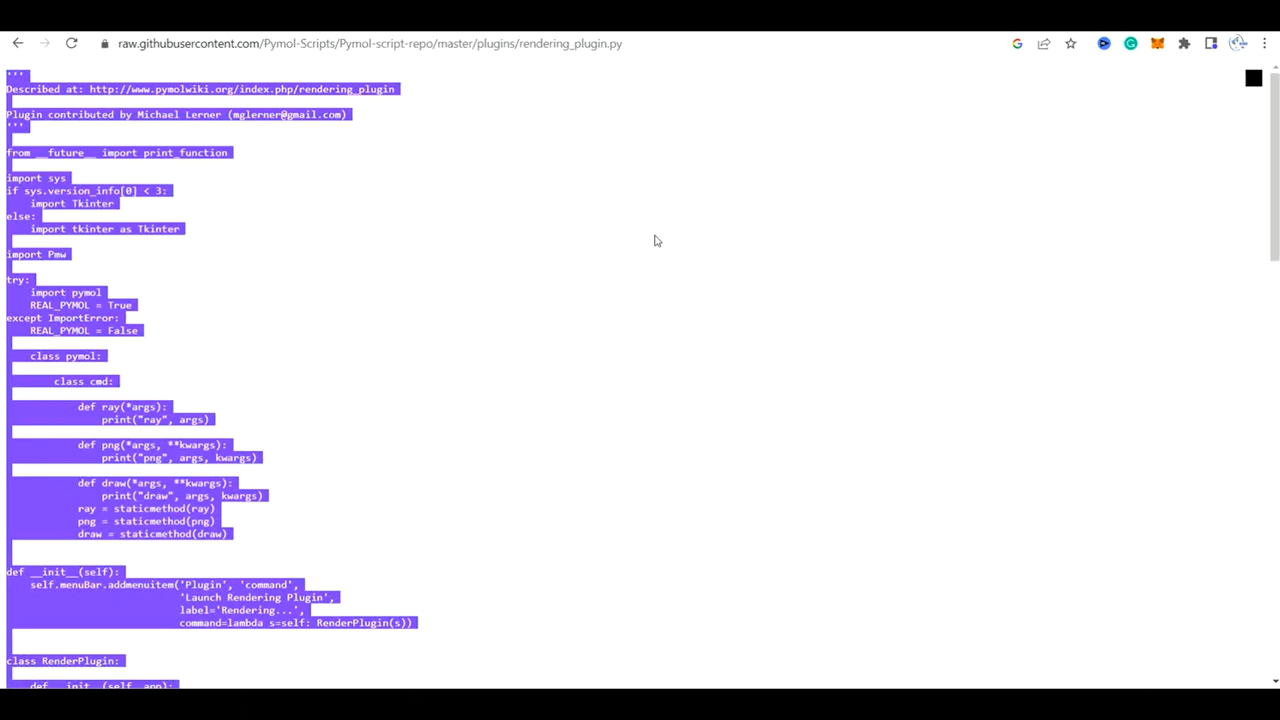 raw.githubusercontent.com/Pymol-Scripts/Pymol-script-repo/master/plugins/rendering_plugin.py
'''
Described at: http://www.pymolwiki.org/index.php/rendering_plugin
Plugin contributed by Michael Lerner (mglerner@gmail.com)
'''
from __future__ import print_function
import sys
if sys.version_info[0] < 3:
    import Tkinter
else:
    import tkinter as Tkinter
import Pmw
try:
    import pymol
    REAL_PYMOL = True
except ImportError:
    REAL_PYMOL = False
    class pymol:
        class cmd:
            def ray(*args):
                print("ray", args)
            def png(*args, **kwargs):
                print("png", args, kwargs)
            def draw(*args, **kwargs):
                print("draw", args, kwargs)
            ray = staticmethod(ray)
            png = staticmethod(png)
            draw = staticmethod(draw)
def __init__(self):
    self.menuBar.addmenuitem('Plugin', 'command',
                             'Launch Rendering Plugin',
                             label='Rendering...',
                             command=lambda s=self: RenderPlugin(s))
class RenderPlugin:
    def __init__(self, app):